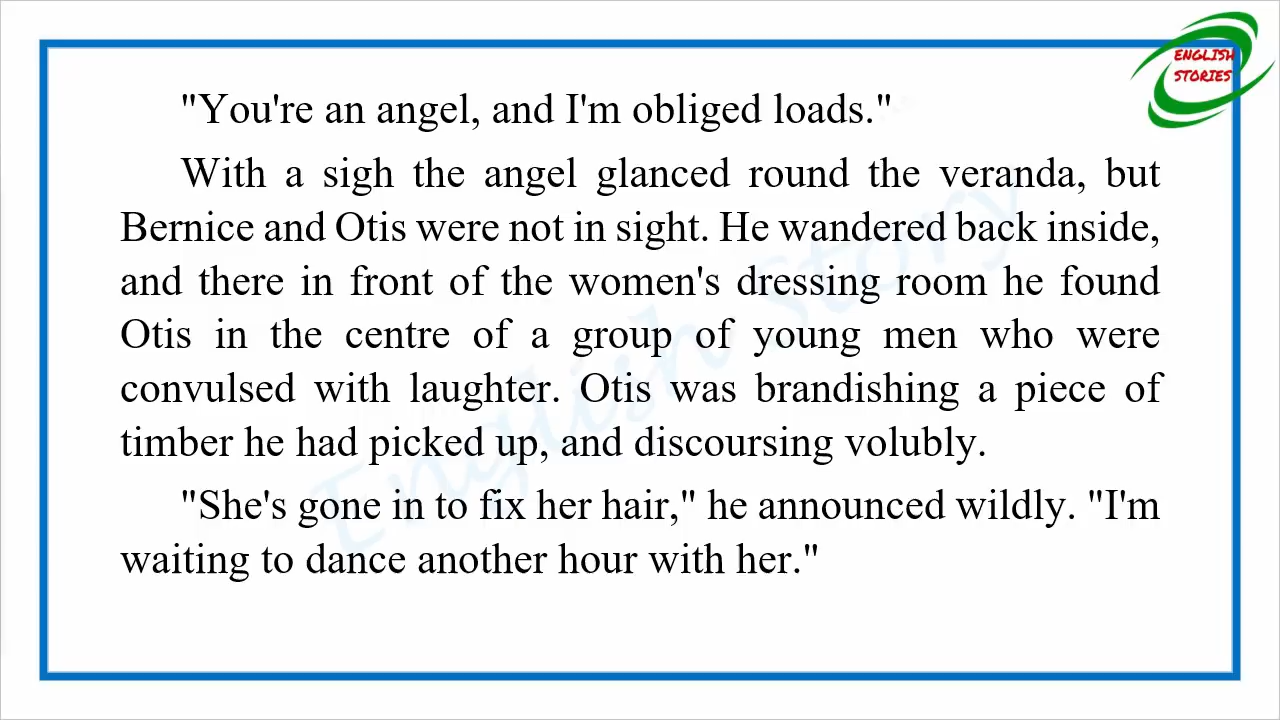 ENGLISH
STORIES
"You're an angel, and I'm obliged loads."
With a sigh the angel glanced round the veranda, but
Bernice and Otis were not in sight. He wandered back inside,
and there in front of the women's dressing room he found
Otis in the centre of a group of young men who were
convulsed with laughter. Otis was brandishing a piece of
timber he had picked up, and discoursing volubly.
"She's gone in to fix her hair," he announced wildly. "I'm
waiting to dance another hour with her."
English Story